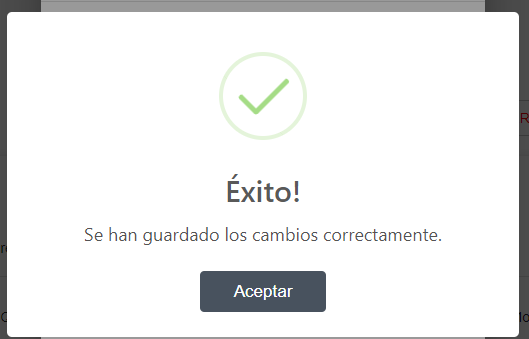 Éxito!
Se han guardado los cambios correctamente.
Aceptar